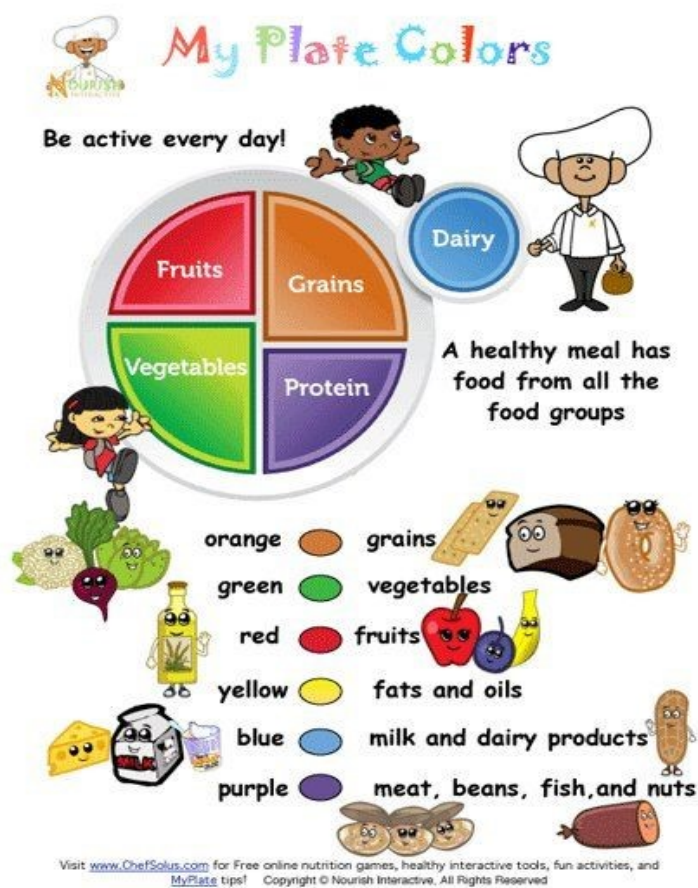 My Plate Colors
NOURISH
INTERACTIVE
Be active every day!
Dairy
Fruits
Grains
Vegetables
Protein
A healthy meal has
food from all the
food groups
orange grains
green vegetables
red fruits
yellow fats and oils
blue milk and dairy products
MILK
purple meat, beans, fish,and nuts
Visit www.ChefSolus.com for Free online nutrition games, healthy interactive tools, fun activities, and
MyPlate tips! Copyright © Nourish Interactive, All Rights Reserved